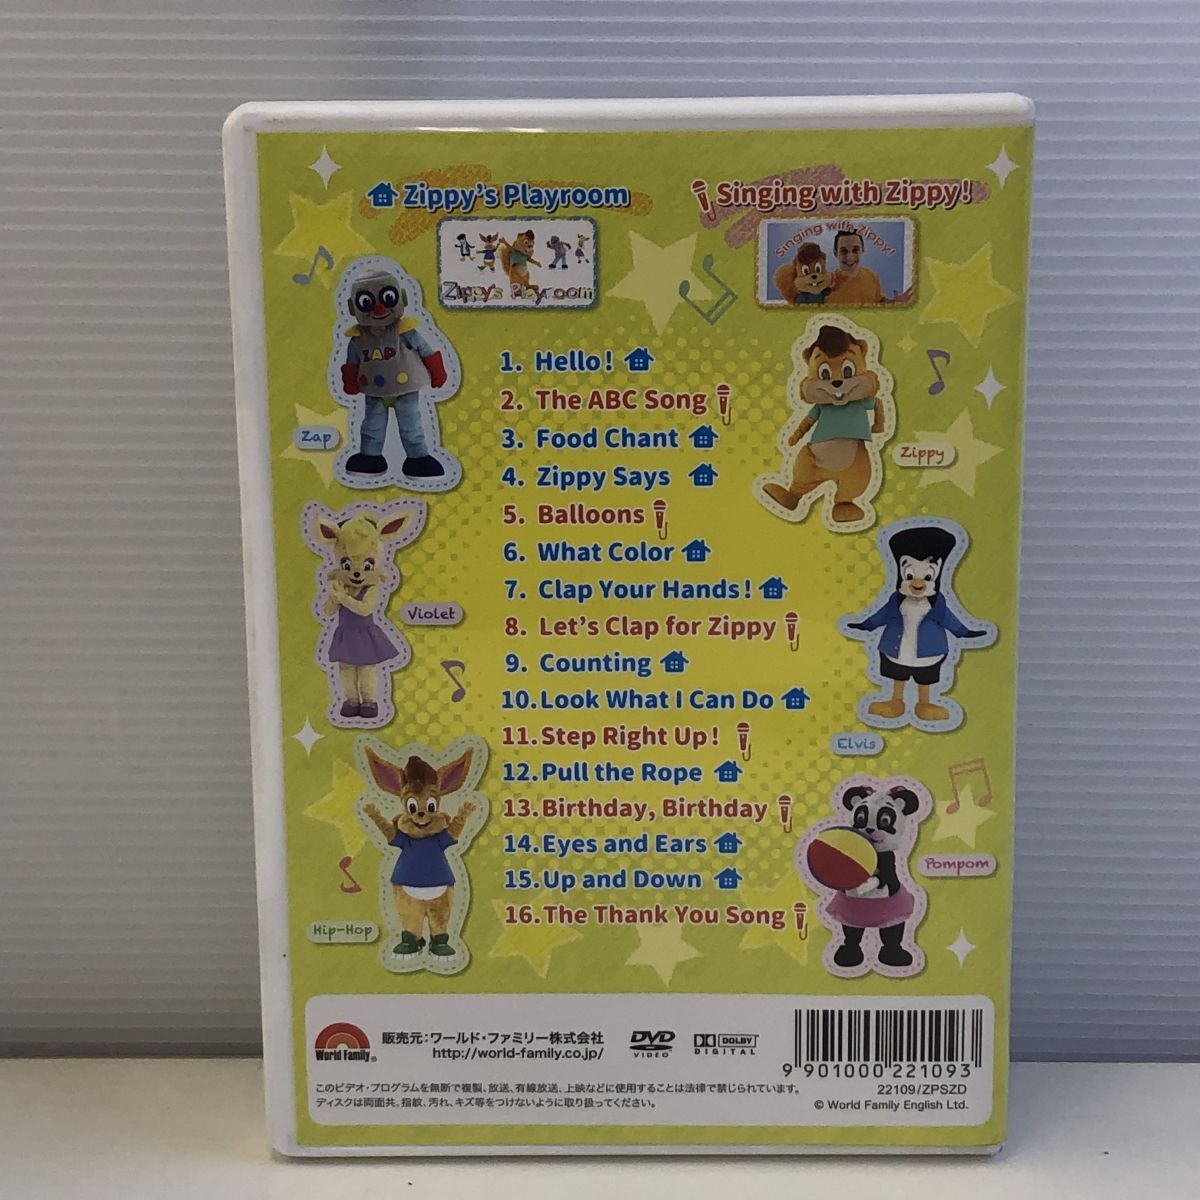 Zippy's Playroom
Singing with Zippy!
Singing with Zippy!
Zippy's Playroom
ZAP
Zap
Zippy
Violet
Elvis
Hip-Hop
Pompom
1. Hello!
2. The ABC Song
3. Food Chant
4. Zippy Says
5. Balloons
6. What Color
7. Clap Your Hands!
8. Let's Clap for Zippy
9. Counting
10. Look What I Can Do
11. Step Right Up!
12. Pull the Rope
13. Birthday, Birthday
14. Eyes and Ears
15. Up and Down
16. The Thank You Song
World Family®
販売元:ワールド・ファミリー株式会社
http://world-family.co.jp/
DVD VIDEO
DOLBY DIGITAL
9 901000 221093
22109/ZPSZD
このビデオ・プログラムを無断で複製、放送、有線放送、上映などに使用することは法律で禁じられています。
ディスクは両面共、指紋、汚れ、キズ等をつけないように取り扱ってください。
© World Family English Ltd.